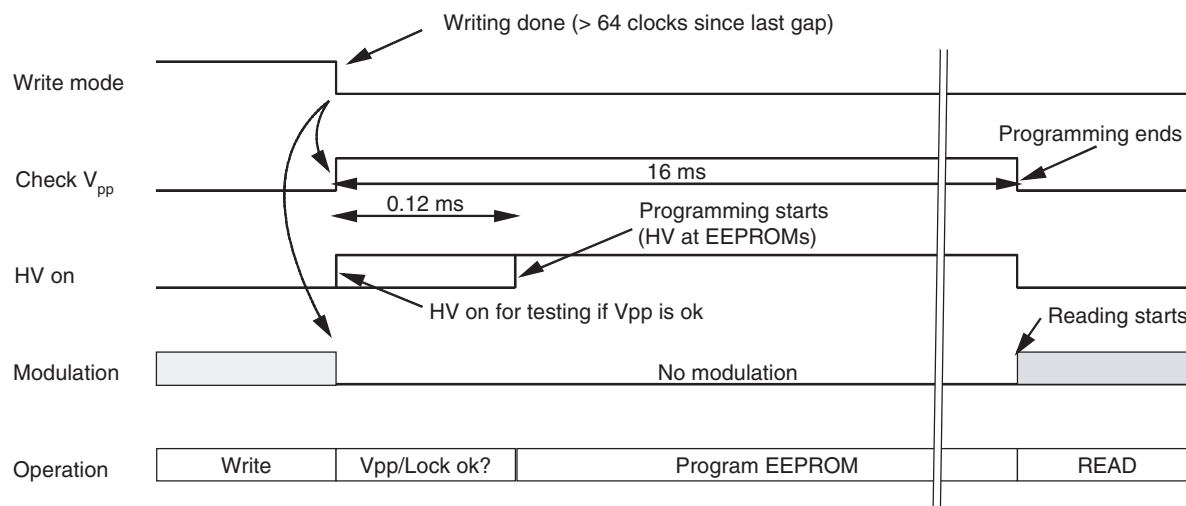 Writing done (> 64 clocks since last gap)
Write mode
Programming ends
Check Vpp
16 ms
0.12 ms
Programming starts
(HV at EEPROMs)
HV on
HV on for testing if Vpp is ok
Reading starts
Modulation
No modulation
Operation
Write
Vpp/Lock ok?
Program EEPROM
READ